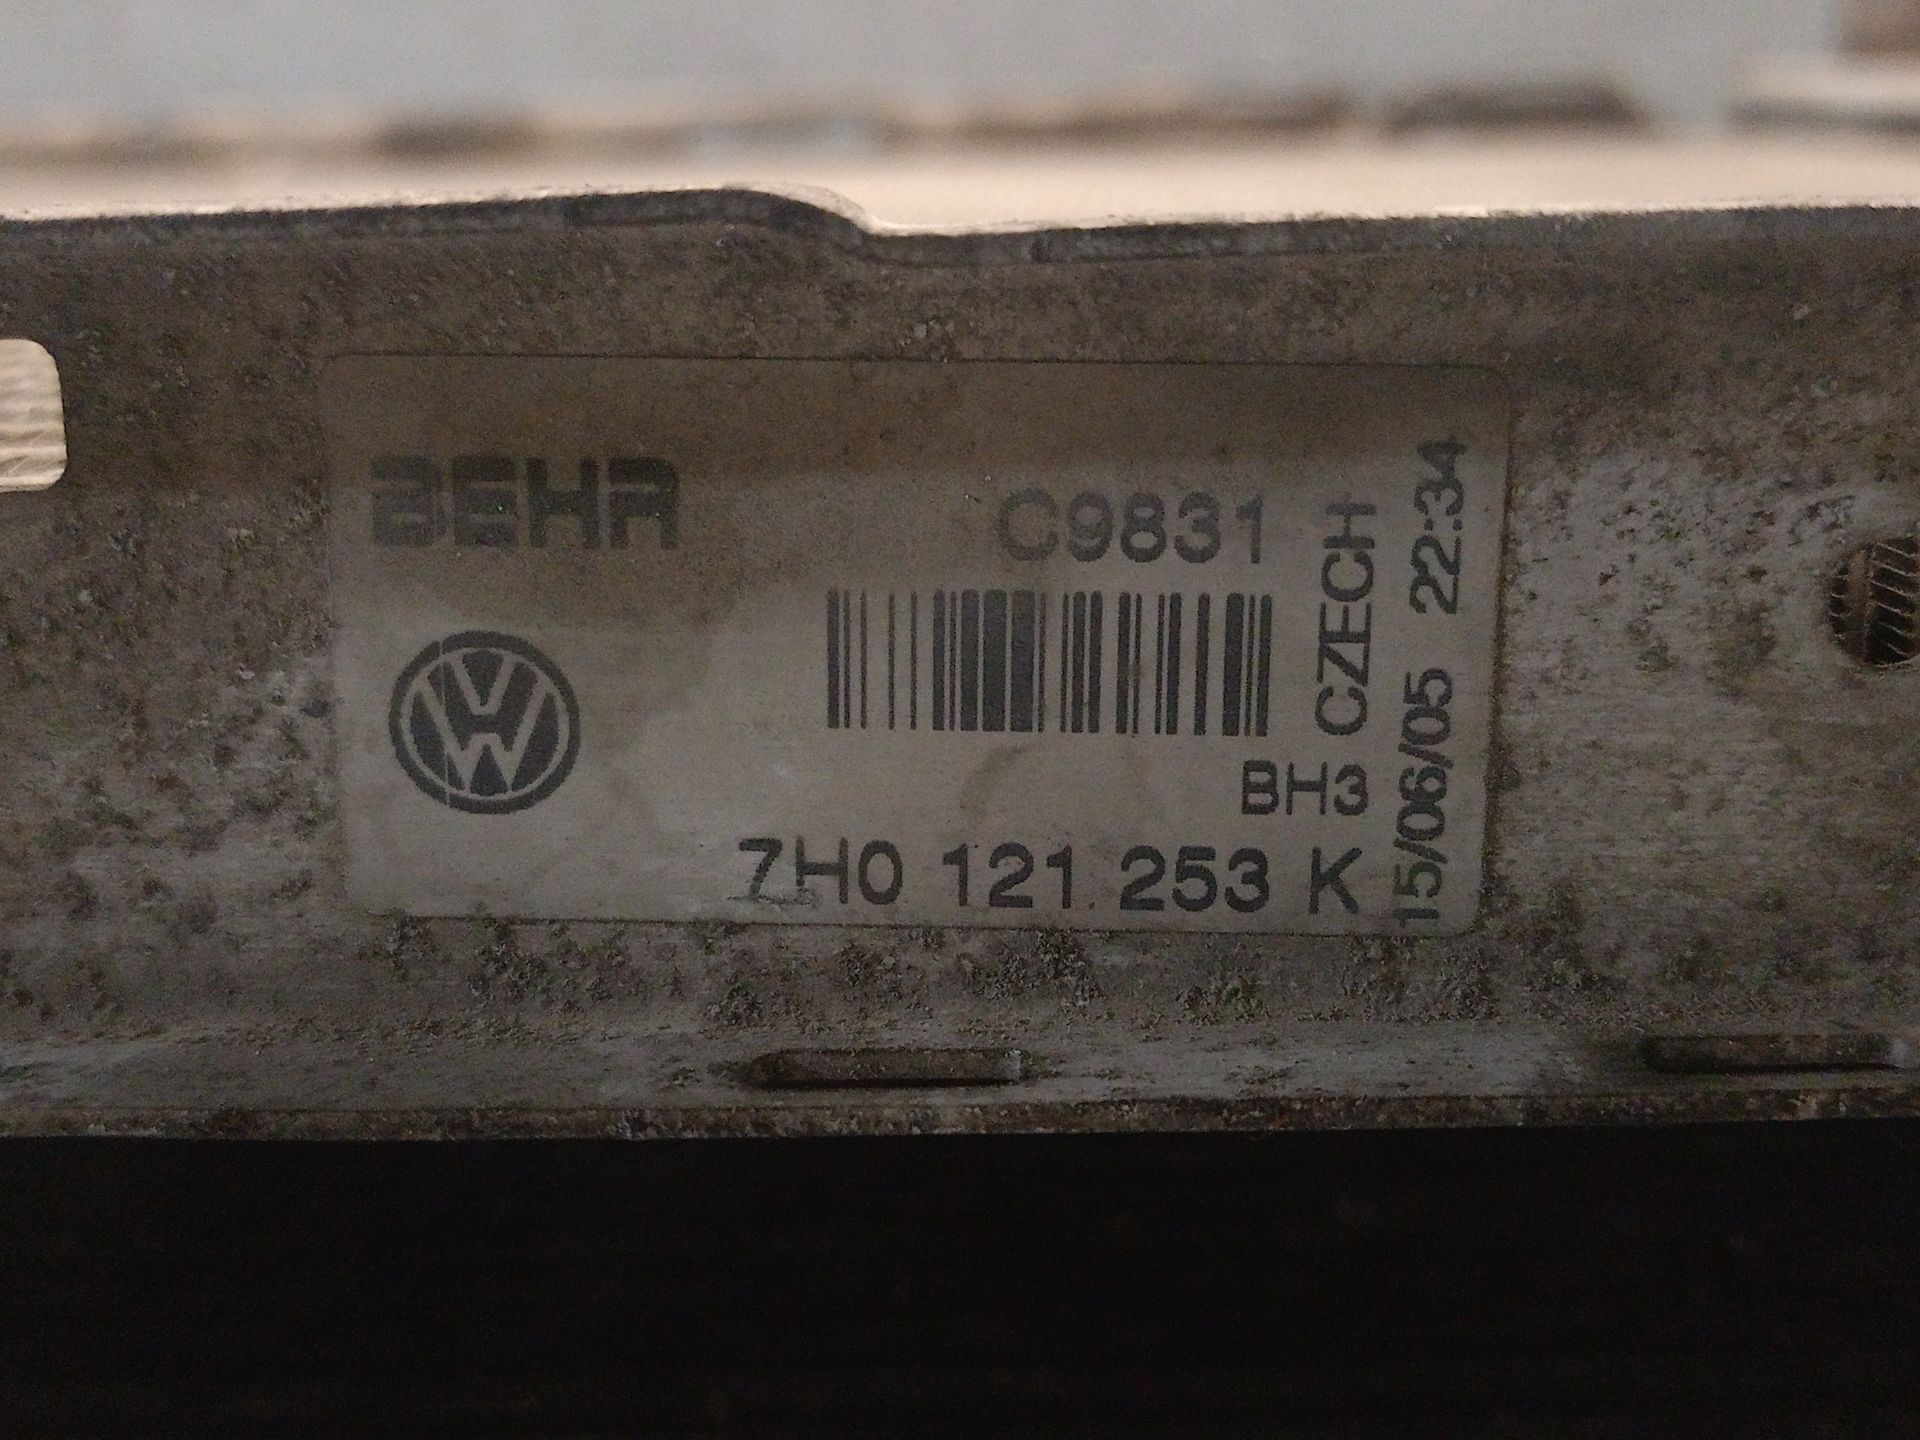 BEHR
C9831
CZECH
15/06/05 22:34
BH3
7H0 121 253 K